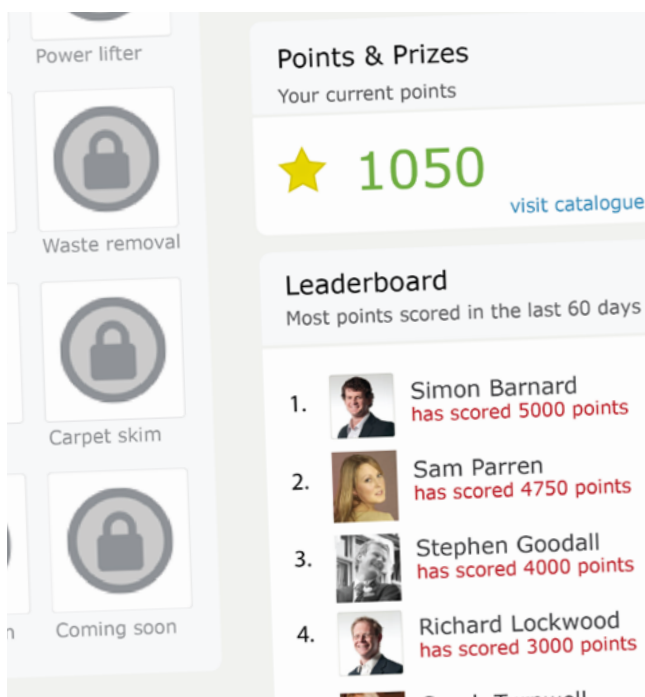 Power lifter
Waste removal
Carpet skim
Coming soon
Points & Prizes
Your current points
1050
visit catalogue
Leaderboard
Most points scored in the last 60 days
1.
Simon Barnard
has scored 5000 points
2.
Sam Parren
has scored 4750 points
3.
Stephen Goodall
has scored 4000 points
4.
Richard Lockwood
has scored 3000 points